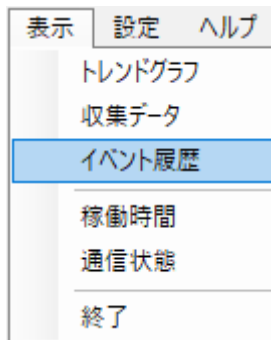 表示 設定 ヘルプ
トレンドグラフ
収集データ
イベント履歴
稼働時間
通信状態
終了